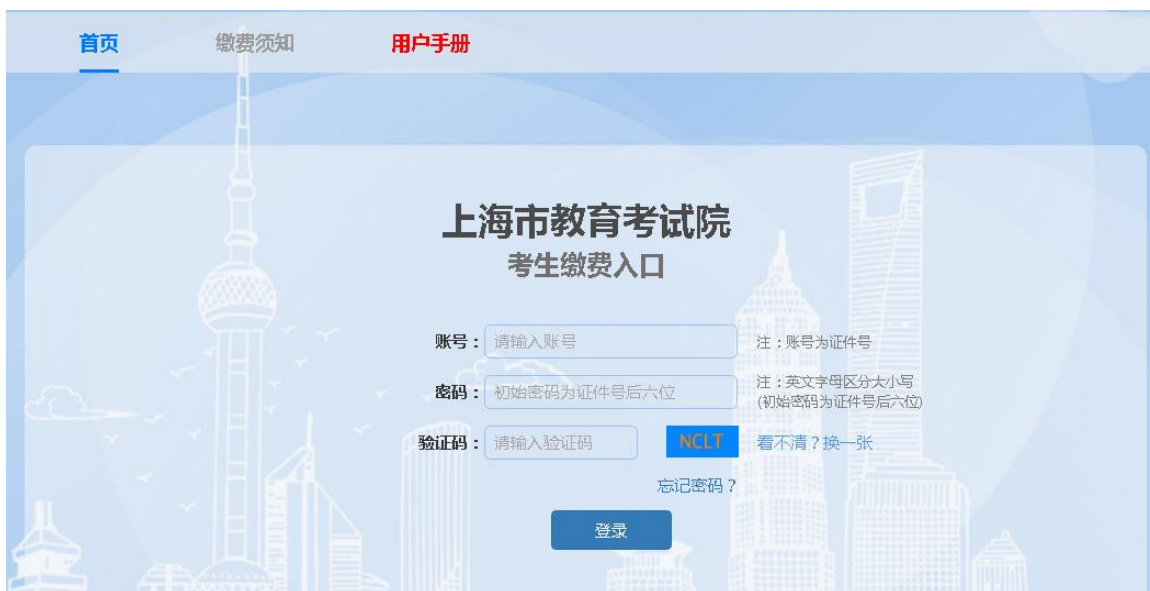 首页 缴费须知 用户手册
上海市教育考试院
考生缴费入口
账号： 请输入账号 注：账号为证件号
密码： 初始密码为证件号后六位 注：英文字母区分大小写
(初始密码为证件号后六位)
验证码： 请输入验证码 NCLT 看不清？换一张
忘记密码？
登录